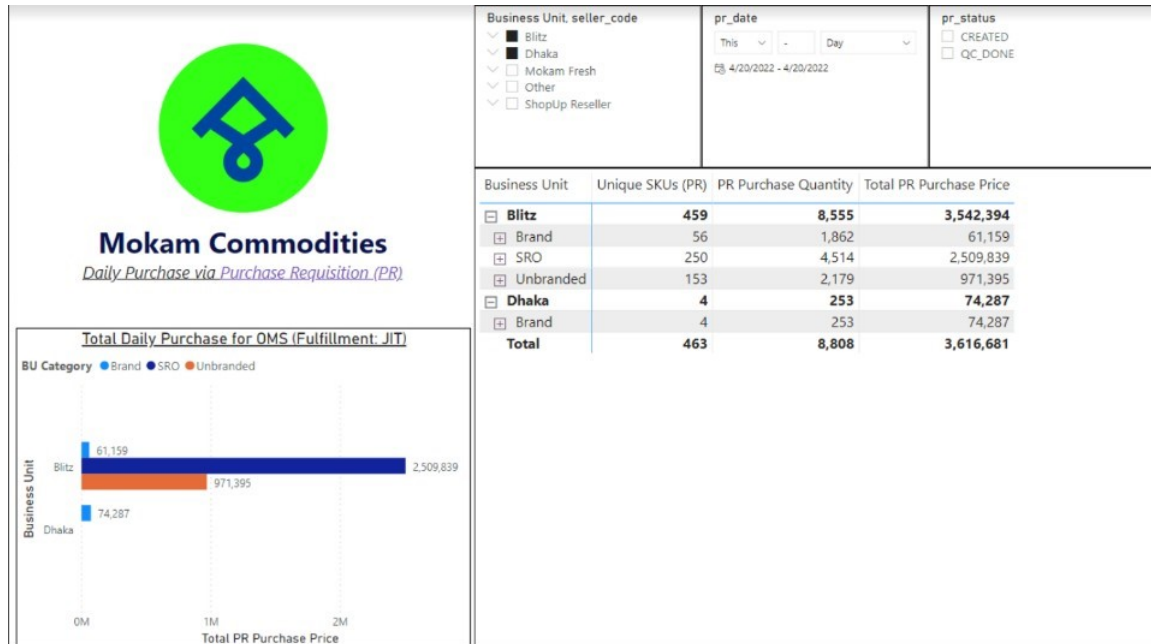 Mokam Commodities
Daily Purchase via Purchase Requisition (PR)
Business Unit, seller_code
Blitz
Dhaka
Mokam Fresh
Other
ShopUp Reseller
pr_date
This - Day
4/20/2022 - 4/20/2022
pr_status
CREATED
QC_DONE
Business Unit Unique SKUs (PR) PR Purchase Quantity Total PR Purchase Price
Blitz 459 8,555 3,542,394
Brand 56 1,862 61,159
SRO 250 4,514 2,509,839
Unbranded 153 2,179 971,395
Dhaka 4 253 74,287
Brand 4 253 74,287
Total 463 8,808 3,616,681
Total Daily Purchase for OMS (Fulfillment: JIT)
BU Category Brand SRO Unbranded
Business Unit
61,159
Blitz 2,509,839
971,395
74,287
Dhaka
0M 1M 2M
Total PR Purchase Price